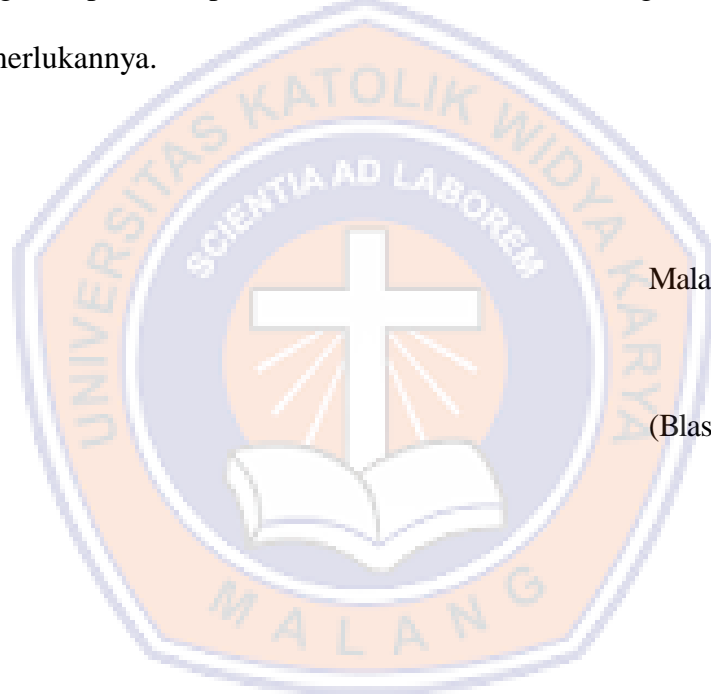 merlukannya.
UNIVERSITAS KATOLIK WIDYA KARYA
SCIENTIA AD LABOREM
Mala
(Blas
MALANG